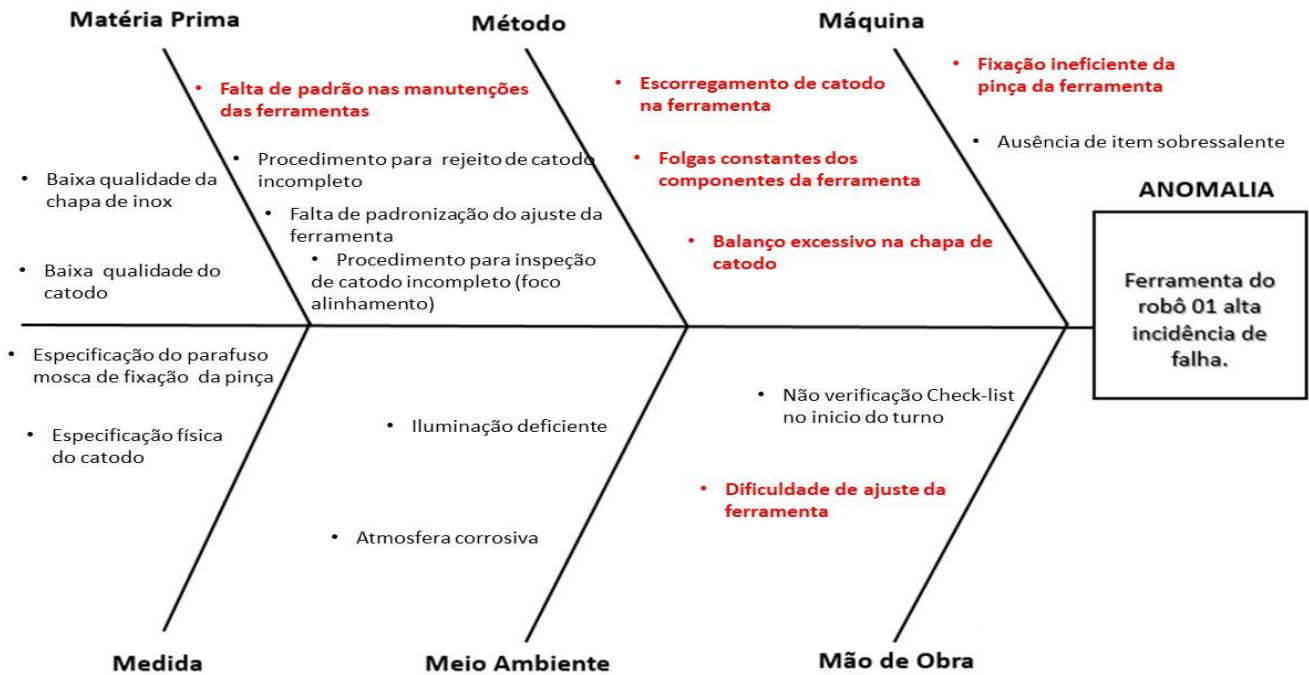 Matéria Prima
Método
Máquina
• Falta de padrão nas manutenções
das ferramentas
• Escorregamento de catodo
na ferramenta
• Fixação ineficiente da
pinça da ferramenta
• Baixa qualidade da
chapa de inox
• Procedimento para rejeito de catodo
incompleto
• Folgas constantes dos
componentes da ferramenta
• Ausência de item sobressalente
• Falta de padronização do ajuste da
ferramenta
• Baixa qualidade do
catodo
• Procedimento para inspeção
de catodo incompleto (foco
alinhamento)
• Balanço excessivo na chapa de
catodo
ANOMALIA
Ferramenta do
robô 01 alta
incidência de
falha.
• Especificação do parafuso
mosca de fixação da pinça
• Especificação física
do catodo
• Iluminação deficiente
• Atmosfera corrosiva
• Não verificação Check-list
no inicio do turno
• Dificuldade de ajuste da
ferramenta
Medida
Meio Ambiente
Mão de Obra